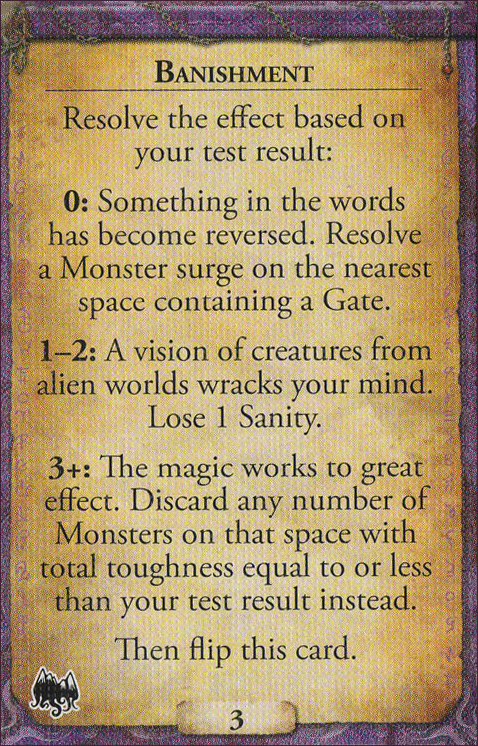 BANISHMENT
Resolve the effect based on
your test result:
0: Something in the words
has become reversed. Resolve
a Monster surge on the nearest
space containing a Gate.
1–2: A vision of creatures from
alien worlds wracks your mind.
Lose 1 Sanity.
3+: The magic works to great
effect. Discard any number of
Monsters on that space with
total toughness equal to or less
than your test result instead.
Then flip this card.
3